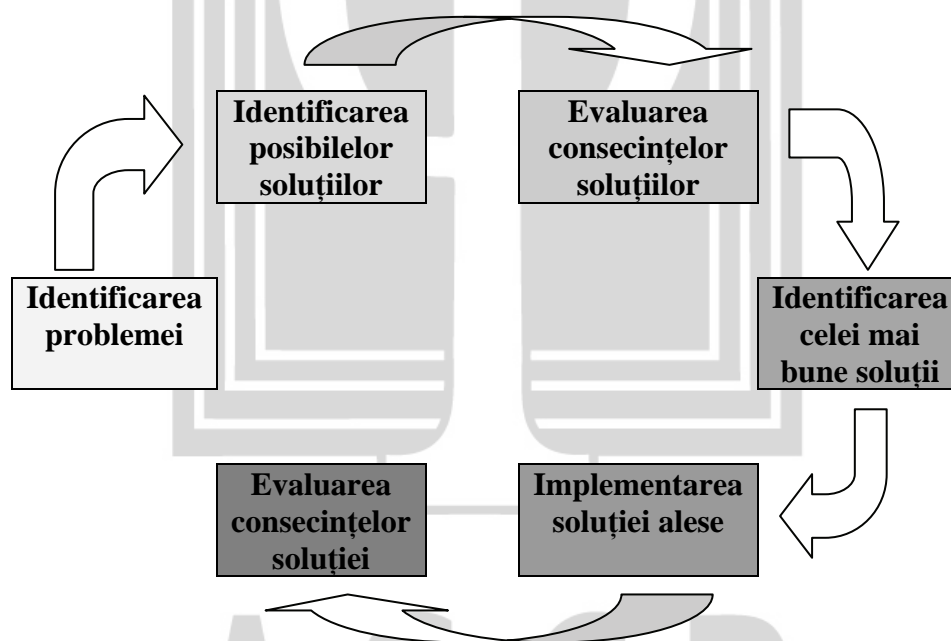 Identificarea
posibilelor
soluțiilor
Evaluarea
consecințelor
soluțiilor
Identificarea
problemei
Identificarea
celei mai
bune soluții
Evaluarea
consecințelor
soluției
Implementarea
soluției alese